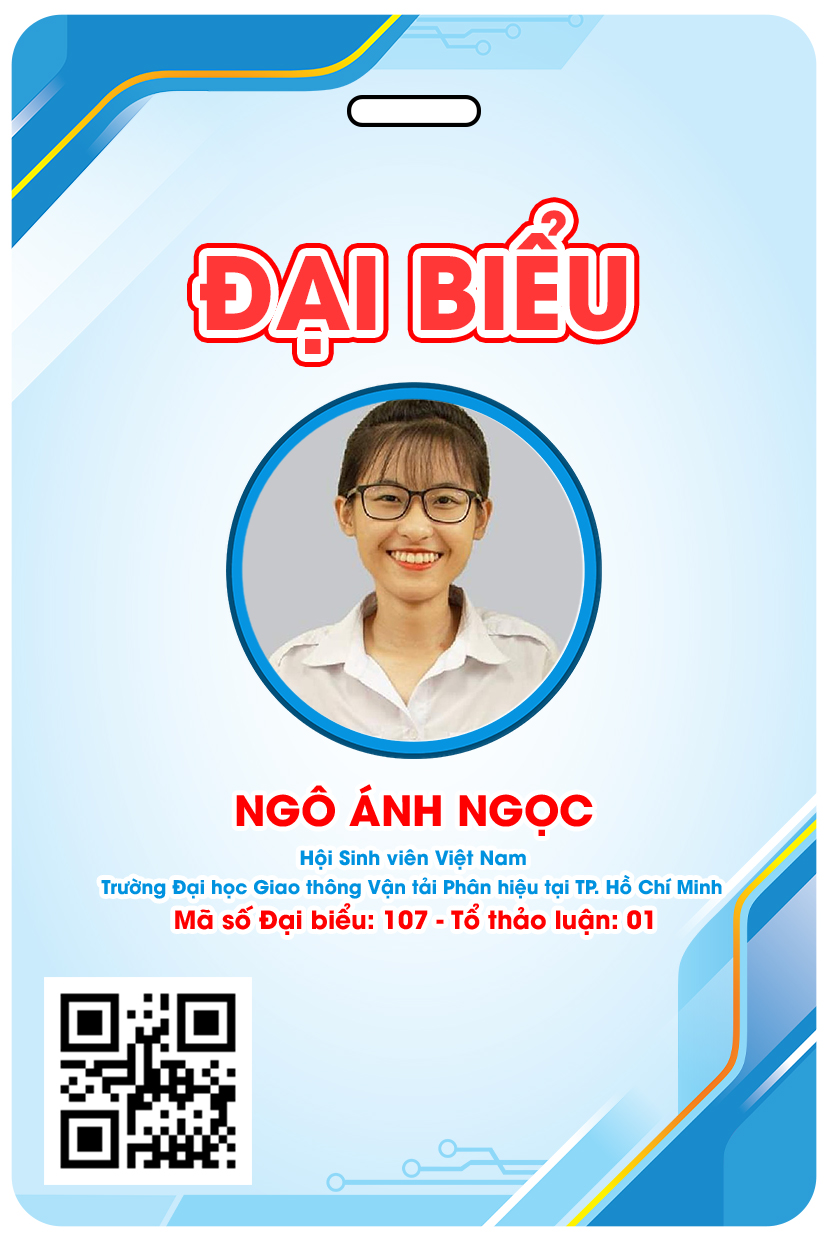 ĐẠI BIỂU
NGÔ ÁNH NGỌC
Hội Sinh viên Việt Nam
Trường Đại học Giao thông Vận tải Phân hiệu tại TP. Hồ Chí Minh
Mã số Đại biểu: 107 - Tổ thảo luận: 01